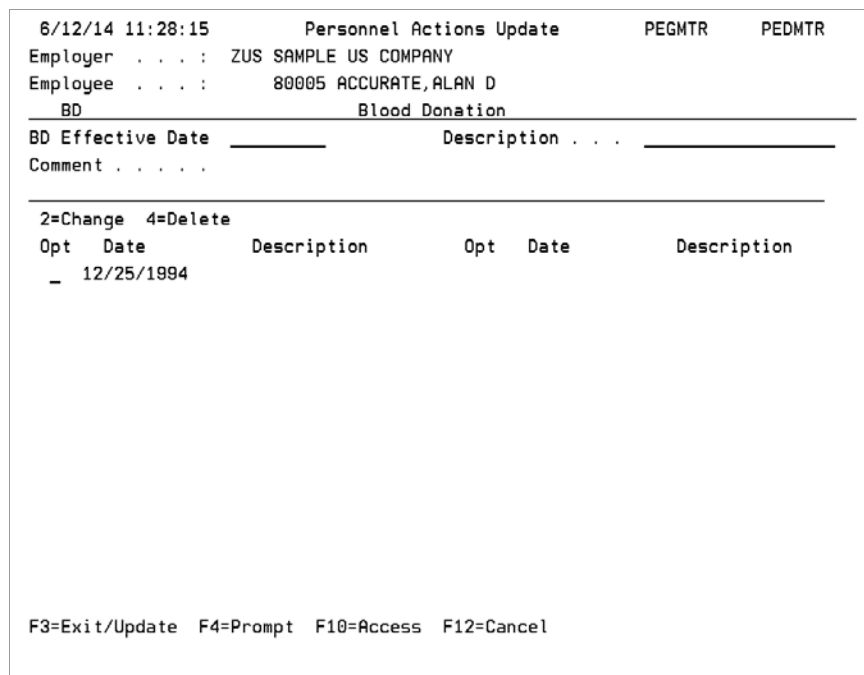 6/12/14 11:28:15 Personnel Actions Update PEGMTR PEDMTR
Employer . . . : ZUS SAMPLE US COMPANY
Employee . . . : 80005 ACCURATE,ALAN D
BD Blood Donation
BD Effective Date Description . . .
Comment . . . . .
2=Change 4=Delete
Opt Date Description Opt Date Description
12/25/1994
F3=Exit/Update F4=Prompt F10=Access F12=Cancel